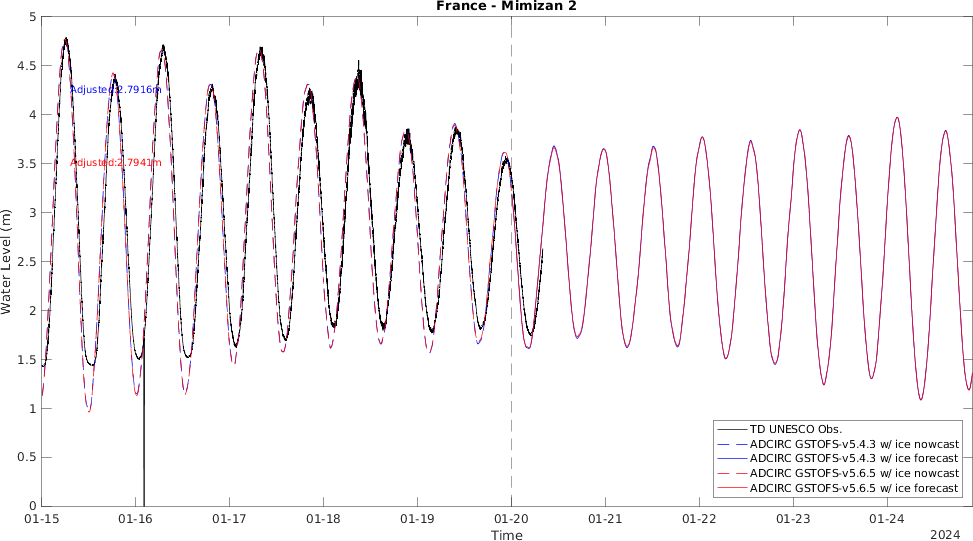 France - Mimizan 2
5
4.5
4
3.5
3
2.5
2
1.5
1
0.5
0
Water Level (m)
Adjusted:2.7916m
Adjusted:2.7941m
TD UNESCO Obs.
ADCIRC GSTOFS-v5.4.3 w/ ice nowcast
ADCIRC GSTOFS-v5.4.3 w/ ice forecast
ADCIRC GSTOFS-v5.6.5 w/ ice nowcast
ADCIRC GSTOFS-v5.6.5 w/ ice forecast
01-15 01-16 01-17 01-18 01-19 01-20 01-21 01-22 01-23 01-24
Time
2024